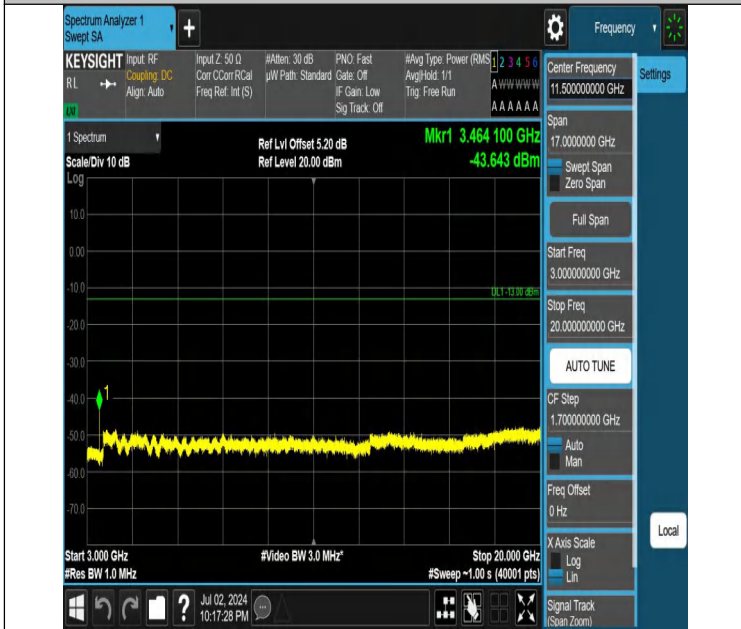 Spectrum Analyzer 1
Swept SA
Frequency
KEYSIGHT
RL
LXI
Input: RF
Coupling: DC
Align: Auto
Input Z: 50 Ω
Corr CCorr RCal
Freq Ref: Int (S)
#Atten: 30 dB
µW Path: Standard
PNO: Fast
Gate: Off
IF Gain: Low
Sig Track: Off
#Avg Type: Power (RMS
Avg|Hold: 1/1
Trig: Free Run
1 2 3 4 5 6
A W W W W W
A A A A A A
Settings
1 Spectrum
Scale/Div 10 dB
Log
Ref Lvl Offset 5.20 dB
Ref Level 20.00 dBm
Mkr1 3.464 100 GHz
-43.643 dBm
10.0
0.00
-10.0
-20.0
-30.0
-40.0
-50.0
-60.0
-70.0
DL1 -13.00 dBm
1
Start 3.000 GHz
#Res BW 1.0 MHz
#Video BW 3.0 MHz*
Stop 20.000 GHz
#Sweep ~1.00 s (40001 pts)
Center Frequency
11.500000000 GHz
Span
17.0000000 GHz
Swept Span
Zero Span
Full Span
Start Freq
3.000000000 GHz
Stop Freq
20.000000000 GHz
AUTO TUNE
CF Step
1.700000000 GHz
Auto
Man
Freq Offset
0 Hz
X Axis Scale
Log
Lin
Signal Track
(Span Zoom)
Local
?
Jul 02, 2024
10:17:28 PM